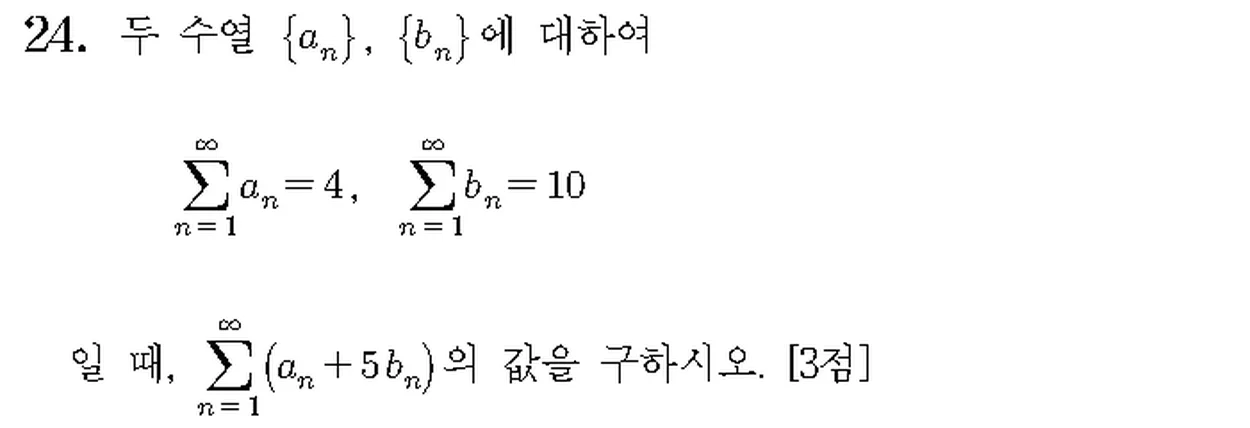 24. 두 수열 {aₙ}, {bₙ}에 대하여
∑_{n=1}^{∞} aₙ = 4, ∑_{n=1}^{∞} bₙ = 10
일 때, ∑_{n=1}^{∞} (aₙ + 5bₙ)의 값을 구하시오. [3점]